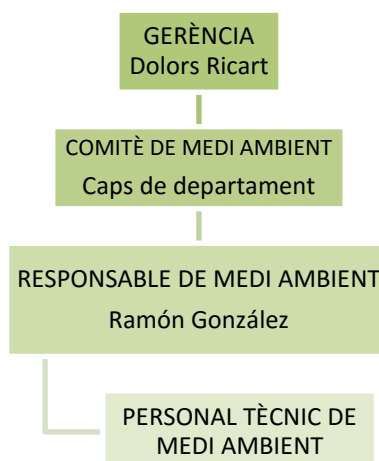 GERÈNCIA
Dolors Ricart
COMITÈ DE MEDI AMBIENT
Caps de departament
RESPONSABLE DE MEDI AMBIENT
Ramón González
PERSONAL TÈCNIC DE
MEDI AMBIENT